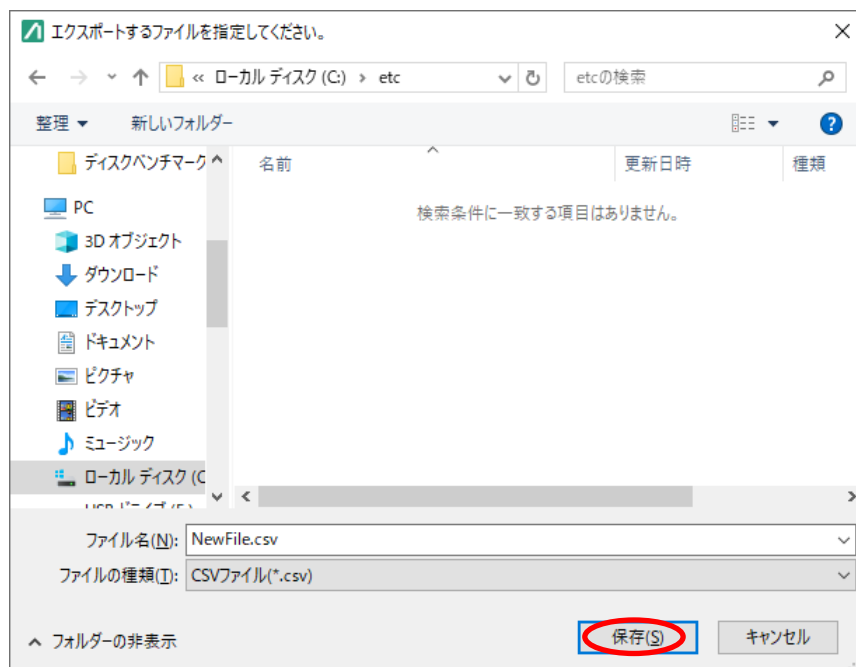 エクスポートするファイルを指定してください。
« ローカル ディスク (C:) › etc
etcの検索
整理
新しいフォルダー
?
ディスクベンチマーク
名前
更新日時
種類
検索条件に一致する項目はありません。
PC
3D オブジェクト
ダウンロード
デスクトップ
ドキュメント
ピクチャ
ビデオ
ミュージック
ローカル ディスク (C
ファイル名(N): NewFile.csv
ファイルの種類(T): CSVファイル(*.csv)
フォルダーの非表示
保存(S)
キャンセル